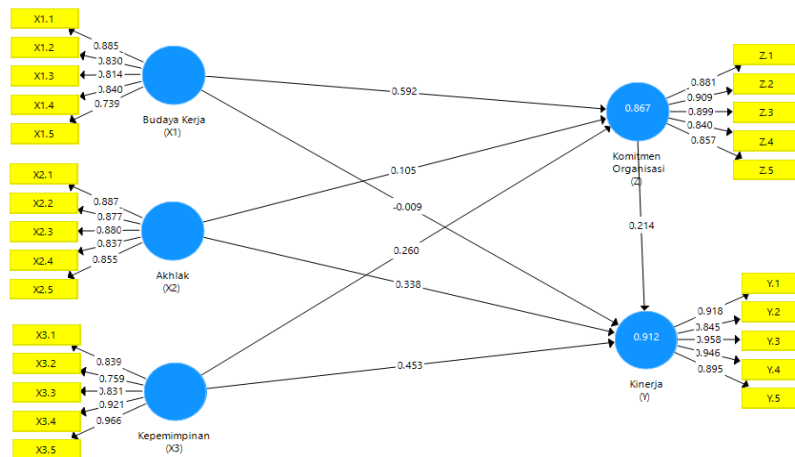 X1.1
X1.2
X1.3
X1.4
X1.5
0.885
0.830
0.814
0.840
0.739
Budaya Kerja
(X1)
X2.1
X2.2
X2.3
X2.4
X2.5
0.887
0.877
0.880
0.837
0.855
Akhlak
(X2)
X3.1
X3.2
X3.3
X3.4
X3.5
0.839
0.759
0.831
0.921
0.966
Kepemimpinan
(X3)
0.592
0.105
-0.009
0.260
0.338
0.453
0.867
Komitmen
Organisasi
(Z)
0.881
0.909
0.899
0.840
0.857
Z.1
Z.2
Z.3
Z.4
Z.5
0.214
0.912
Kinerja
(Y)
0.918
0.845
0.958
0.946
0.895
Y.1
Y.2
Y.3
Y.4
Y.5